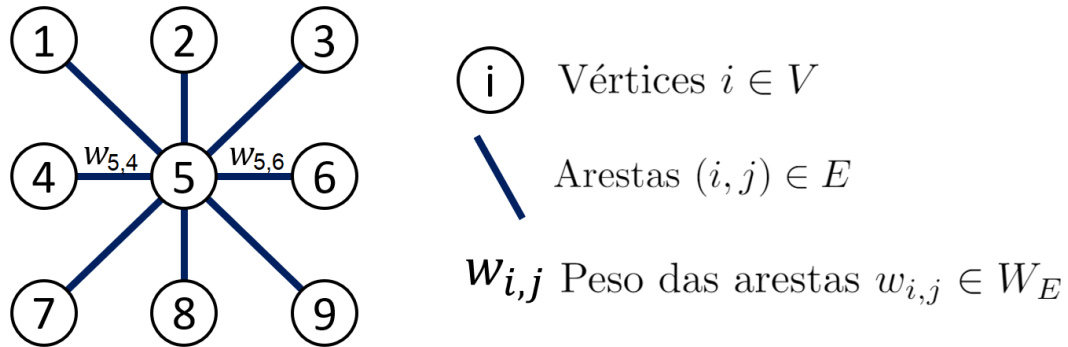 1 2 3
4 w5,4 5 w5,6 6
7 8 9
i Vértices i ∈ V
Arestas (i, j) ∈ E
wi,j Peso das arestas wi,j ∈ WE